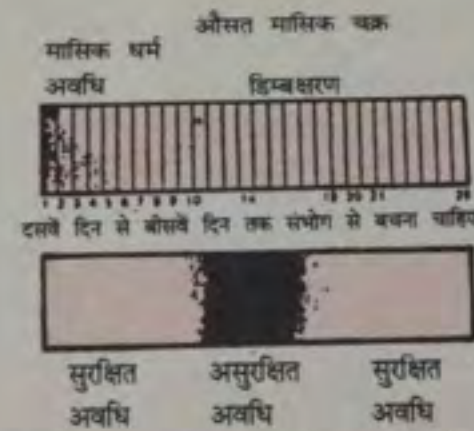 औसत मासिक चक्र
मासिक धर्म
अवधि डिम्बक्षरण
1 2 3 4 5 6 7 8 9 10 14 19 20 21 28
दसवें दिन से बीसवें दिन तक संभोग से बचना चाहिए
सुरक्षित असुरक्षित सुरक्षित
अवधि अवधि अवधि